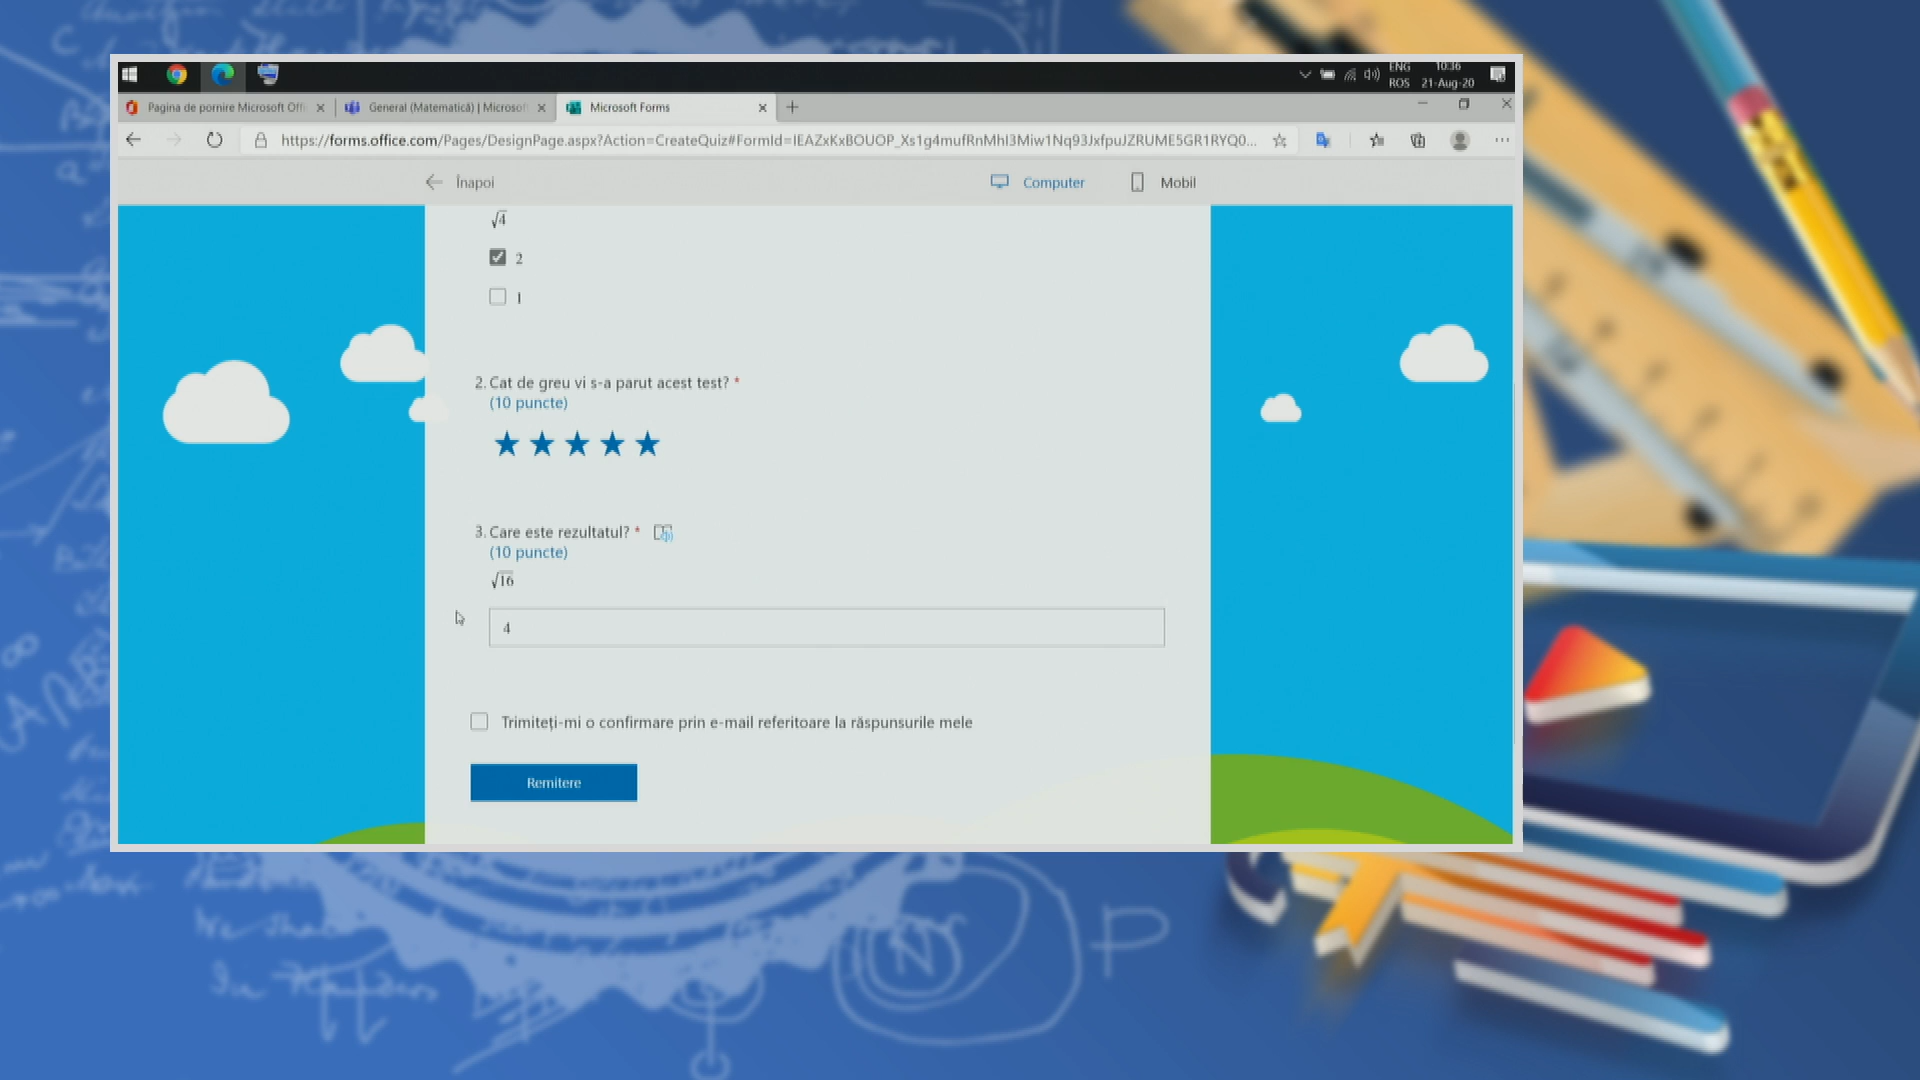 ENG
ROS
10:36
21-Aug-20
Pagina de pornire Microsoft Offi
General (Matematică) | Microsoft
Microsoft Forms
https://forms.office.com/Pages/DesignPage.aspx?Action=CreateQuiz#FormId=
Înapoi
Computer
Mobil
√4
2
1
2. Cat de greu vi s-a parut acest test? *
(10 puncte)
3. Care este rezultatul? *
(10 puncte)
√16
4
Trimiteți-mi o confirmare prin e-mail referitoare la răspunsurile mele
Remitere
N
P